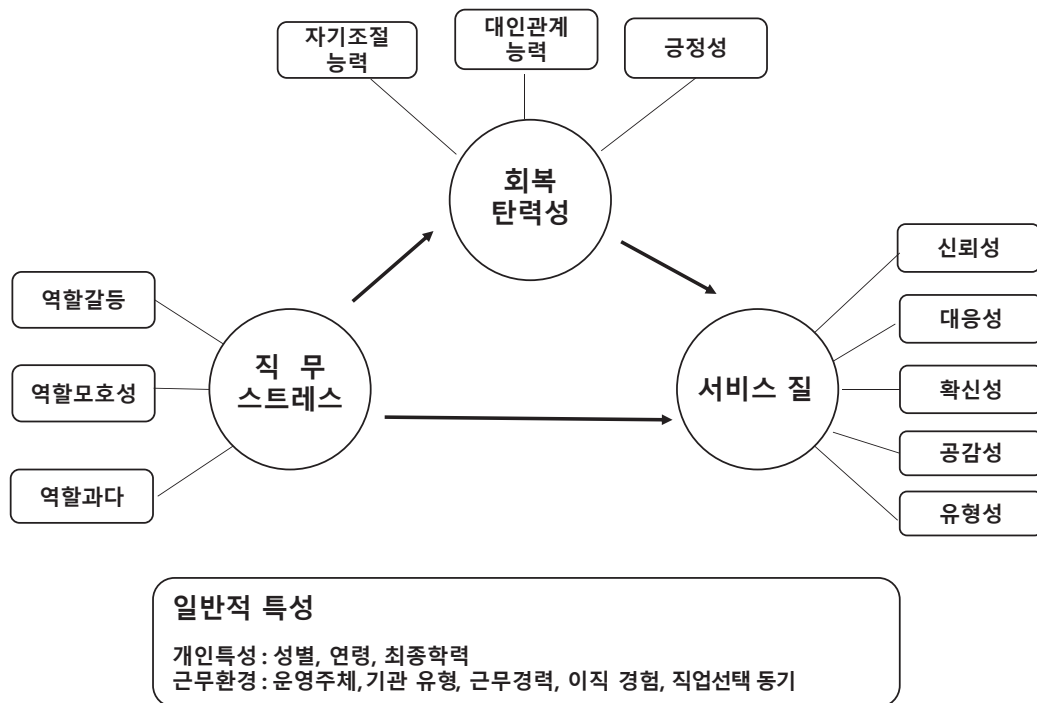 자기조절
능력
대인관계
능력
긍정성
회복
탄력성
역할갈등
역할모호성
역할과다
직 무
스트레스
서비스 질
신뢰성
대응성
확신성
공감성
유형성
일반적 특성
개인특성 : 성별, 연령, 최종학력
근무환경 : 운영주체, 기관 유형, 근무경력, 이직 경험, 직업선택 동기